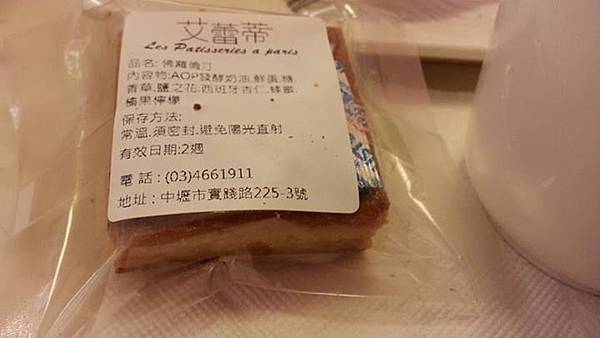 艾蕾蒂
Les Patisseries a paris
品名: 佛羅倫汀
內容物:AOP發酵奶油.鮮蛋.糖.
香草.鹽之花.西班牙杏仁.蜂蜜.
榛果檸檬
保存方法:
常溫.須密封.避免陽光直射
有效日期:2週
電 話 : (03)4661911
地址 : 中壢市實踐路225-3號